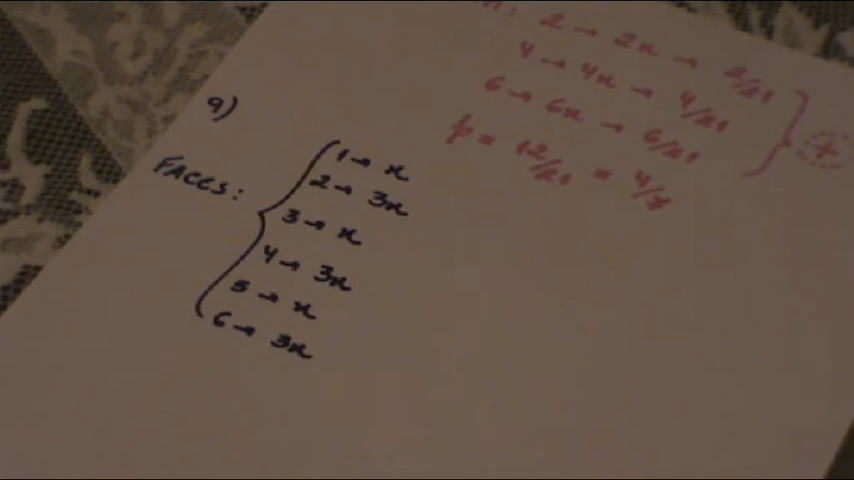 : 2 → 2x → 2/21
4 → 4x → 4/21
6 → 6x → 6/21
p = 12/21 = 4/7
9)
FACES:
1 → x
2 → 3x
3 → x
4 → 3x
5 → x
6 → 3x